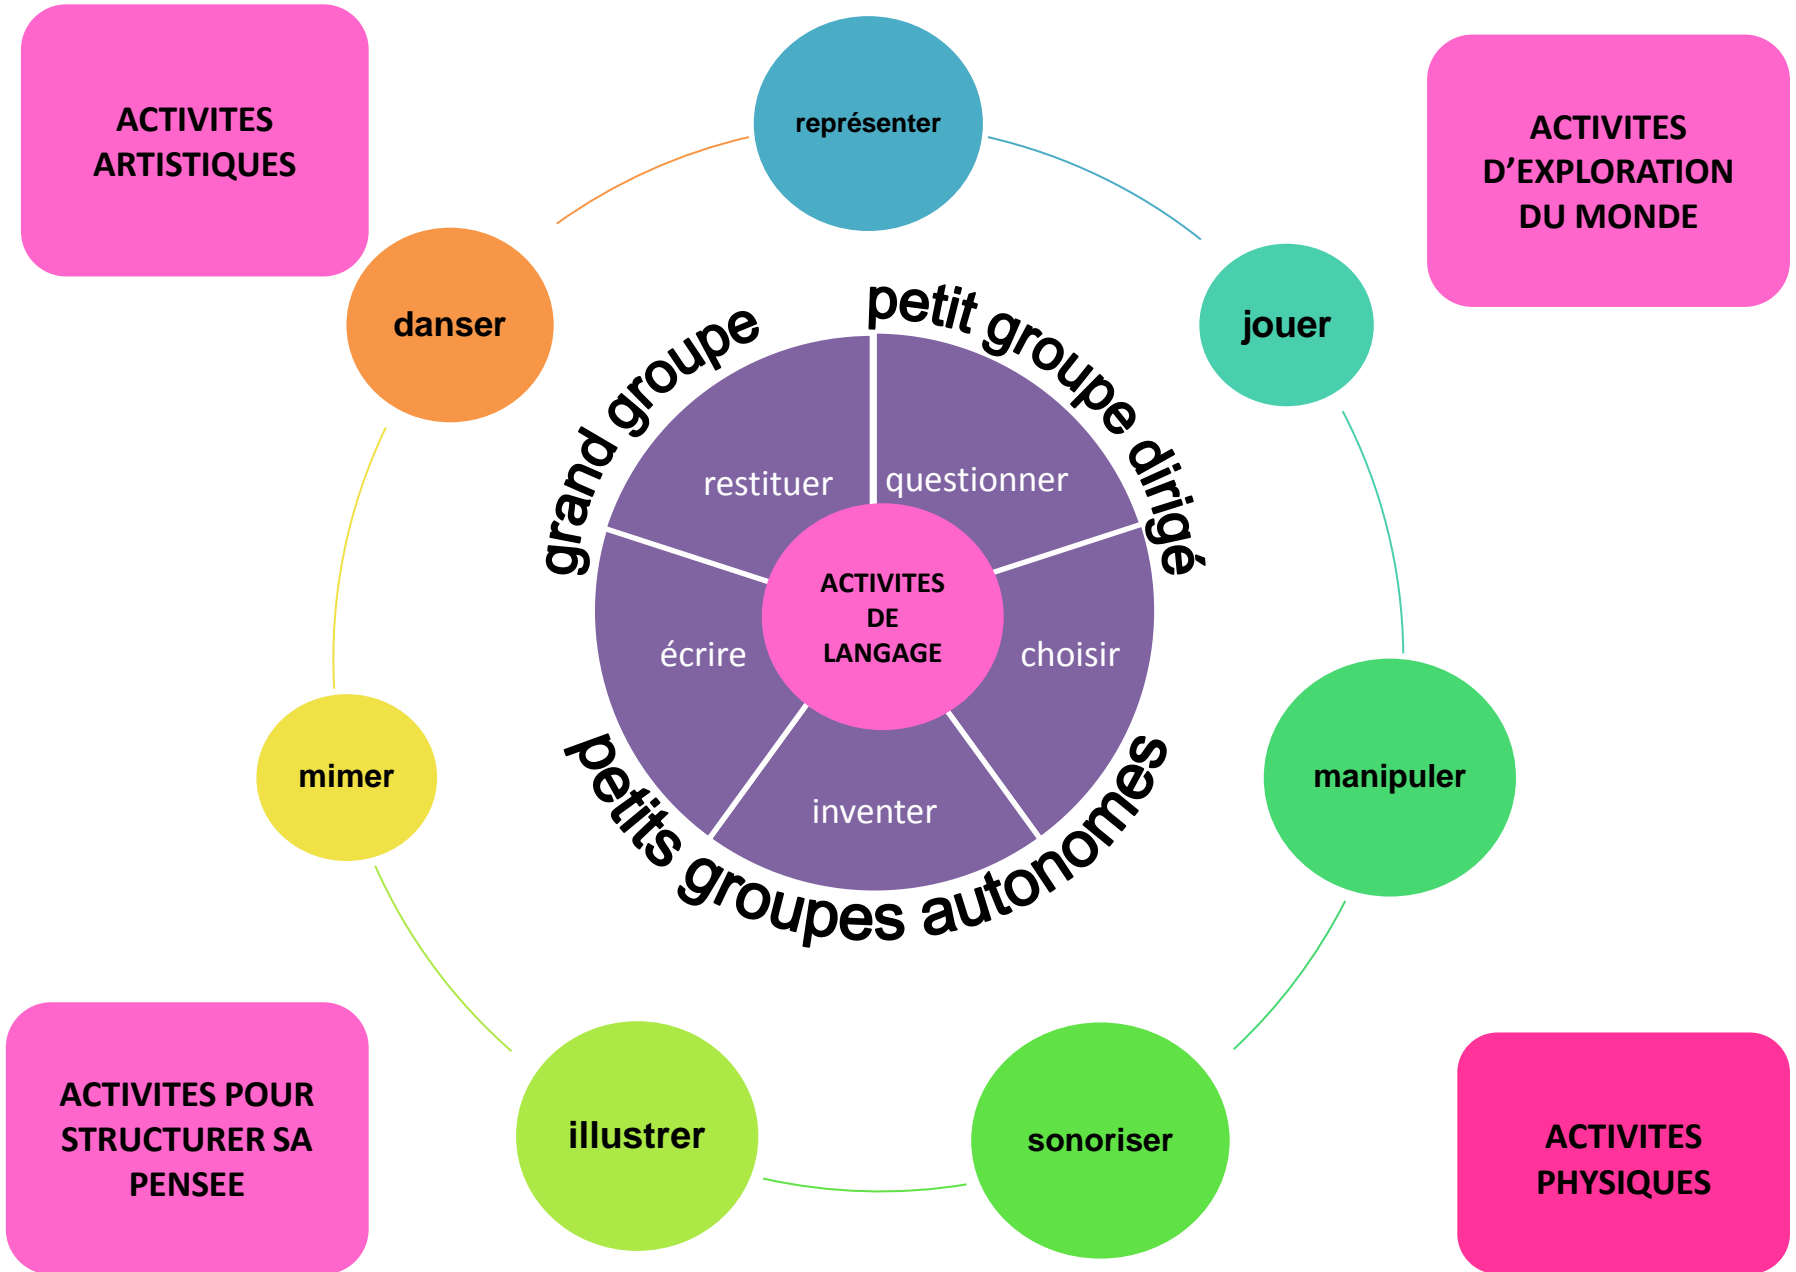 ACTIVITES
ARTISTIQUES
représenter
ACTIVITES
D’EXPLORATION
DU MONDE
danser
jouer
grand groupe
petit groupe dirigé
restituer
questionner
ACTIVITES
DE
LANGAGE
écrire
choisir
inventer
petits groupes autonomes
mimer
manipuler
illustrer
sonoriser
ACTIVITES POUR
STRUCTURER SA
PENSEE
ACTIVITES
PHYSIQUES